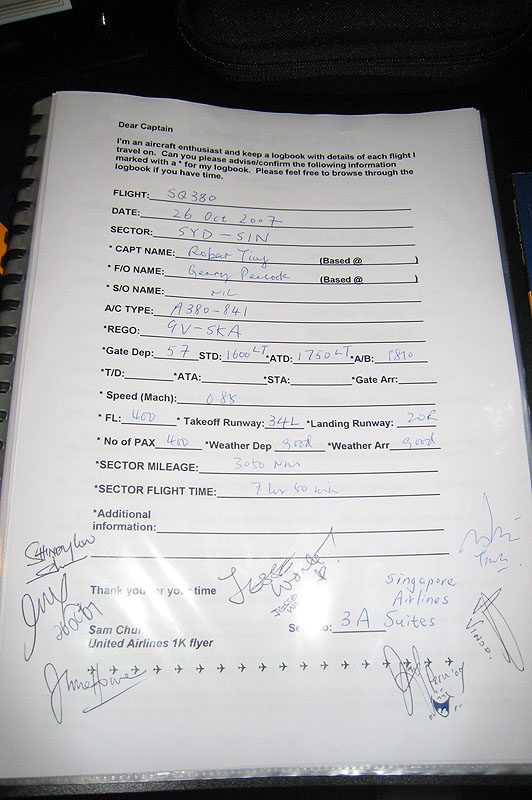 Dear Captain
I'm an aircraft enthusiast and keep a logbook with details of each flight I
travel on. Can you please advise/confirm the following information
marked with a * for my logbook. Please feel free to browse through the
logbook if you have time.
FLIGHT: SQ380
DATE: 26 Oct 2007
SECTOR: SYD - SIN
* CAPT NAME: Robert Ting (Based @ )
* F/O NAME: Gerry Peacock (Based @ )
* S/O NAME: NIL
A/C TYPE: A380-841
*REGO: 9V-SKA
*Gate Dep: 57 STD: 1600 LT *ATD: 1750 LT *A/B: 1810
*T/D: *ATA: *STA: *Gate Arr:
* Speed (Mach): 0.85
* FL: 400 * Takeoff Runway: 34L *Landing Runway: 20R
* No of PAX 400 *Weather Dep good *Weather Arr good
*SECTOR MILEAGE: 3050 Nm
*SECTOR FLIGHT TIME: 7 hr 50 min
*Additional
information:
Thank you for your time
Sam Chui
United Airlines 1K flyer
Seat No: 3A
Singapore
Airlines
Suites